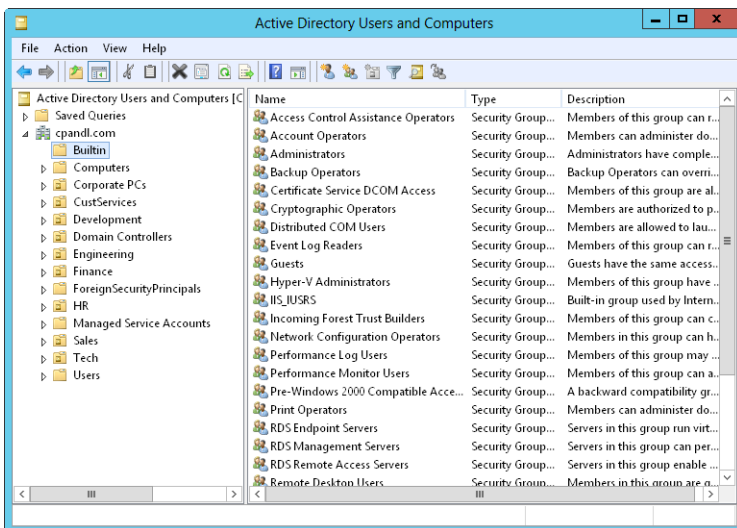 Active Directory Users and Computers
File Action View Help
Active Directory Users and Computers [C
Saved Queries
cpandl.com
Builtin
Computers
Corporate PCs
CustServices
Development
Domain Controllers
Engineering
Finance
ForeignSecurityPrincipals
HR
Managed Service Accounts
Sales
Tech
Users
Name Type Description
Access Control Assistance Operators Security Group... Members of this group can r...
Account Operators Security Group... Members can administer do...
Administrators Security Group... Administrators have comple...
Backup Operators Security Group... Backup Operators can overri...
Certificate Service DCOM Access Security Group... Members of this group are al...
Cryptographic Operators Security Group... Members are authorized to p...
Distributed COM Users Security Group... Members are allowed to lau...
Event Log Readers Security Group... Members of this group can r...
Guests Security Group... Guests have the same access...
Hyper-V Administrators Security Group... Members of this group have ..
IIS_IUSRS Security Group... Built-in group used by Intern..
Incoming Forest Trust Builders Security Group... Members of this group can c...
Network Configuration Operators Security Group... Members in this group can h..
Performance Log Users Security Group... Members of this group may ...
Performance Monitor Users Security Group... Members of this group can a...
Pre-Windows 2000 Compatible Acce... Security Group... A backward compatibility gr...
Print Operators Security Group... Members can administer do...
RDS Endpoint Servers Security Group... Servers in this group run virt...
RDS Management Servers Security Group... Servers in this group can per...
RDS Remote Access Servers Security Group... Servers in this group enable ...
Remote Desktop Users Security Group... Members in this group are g...